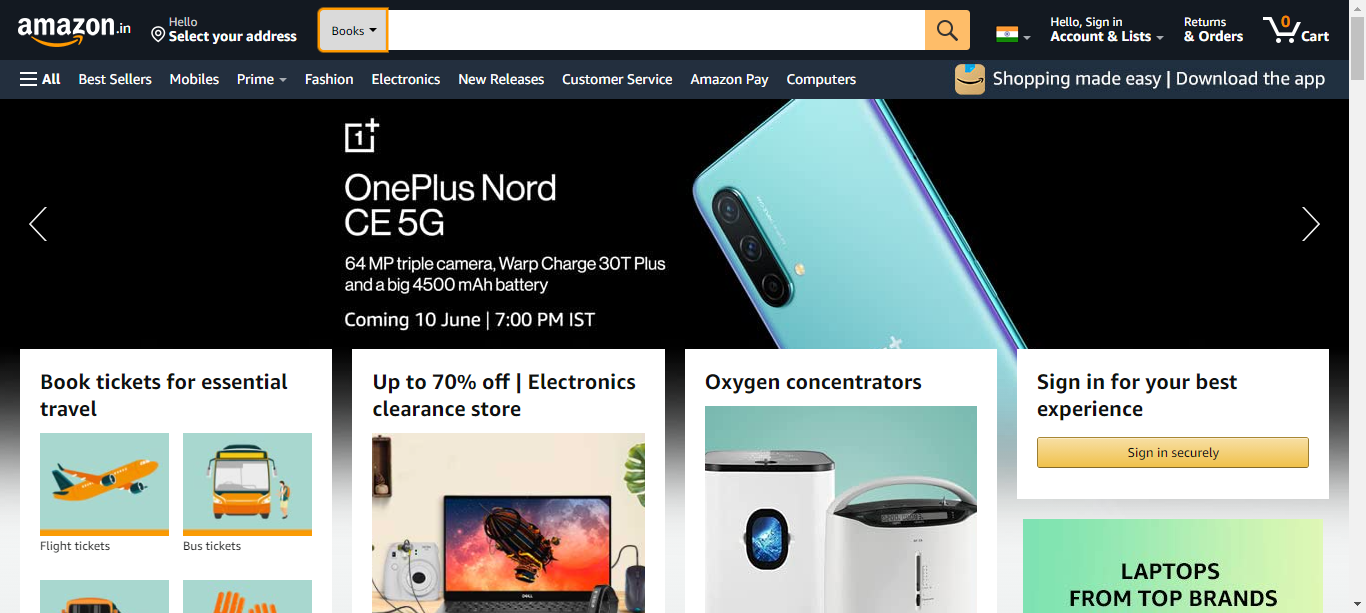 amazon.in
Hello
Select your address
Books
Hello, Sign in
Account & Lists
Returns
& Orders
0
Cart
All
Best Sellers
Mobiles
Prime
Fashion
Electronics
New Releases
Customer Service
Amazon Pay
Computers
Shopping made easy | Download the app
1+
OnePlus Nord
CE 5G
64 MP triple camera, Warp Charge 30T Plus
and a big 4500 mAh battery
Coming 10 June | 7:00 PM IST
Book tickets for essential
travel
Flight tickets
Bus tickets
Up to 70% off | Electronics
clearance store
DELL
Oxygen concentrators
Sign in for your best
experience
Sign in securely
LAPTOPS
FROM TOP BRANDS